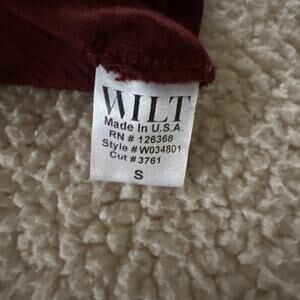 WILT
Made In U.S.A.
RN # 126368
Style # W034801
Cut # 3761
S